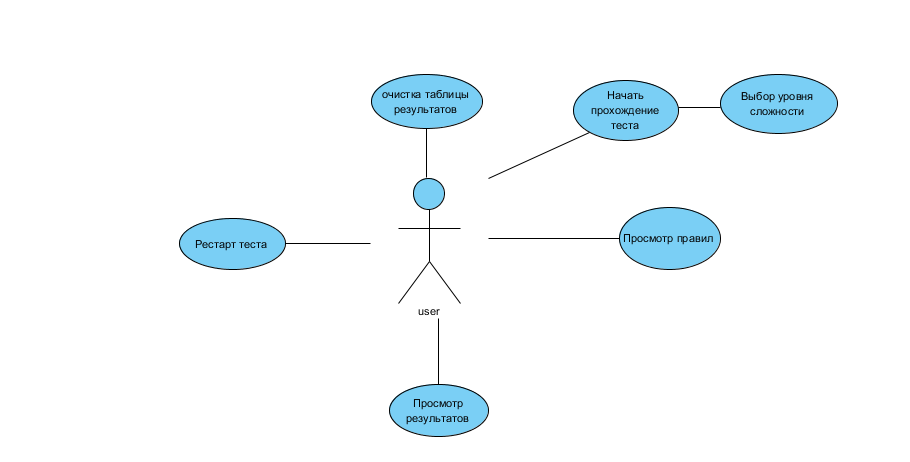 очистка таблицы
результатов
Начать
прохождение
теста
Выбор уровня
сложности
Рестарт теста
Просмотр правил
user
Просмотр
результатов